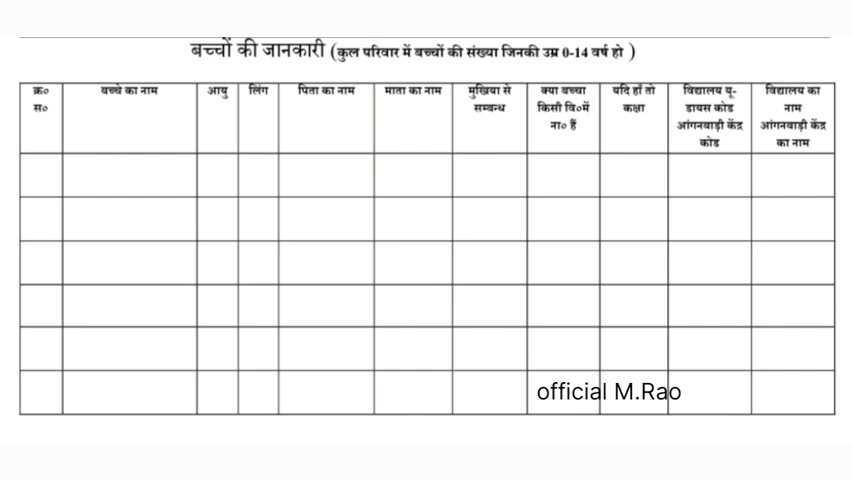 बच्चों की जानकारी (कुल परिवार में बच्चों की संख्या जिनकी उम्र 0-14 वर्ष हो )
क्र०
स०
बच्चे का नाम
आयु
लिंग
पिता का नाम
माता का नाम
मुखिया से
सम्बन्ध
क्या बच्चा
किसी वि०में
ना० हैं
यदि हाँ तो
कक्षा
विद्यालय यू-
डायस कोड
आंगनवाड़ी केंद्र
कोड
विद्यालय का
नाम
आंगनवाड़ी केंद्र
का नाम
official M.Rao